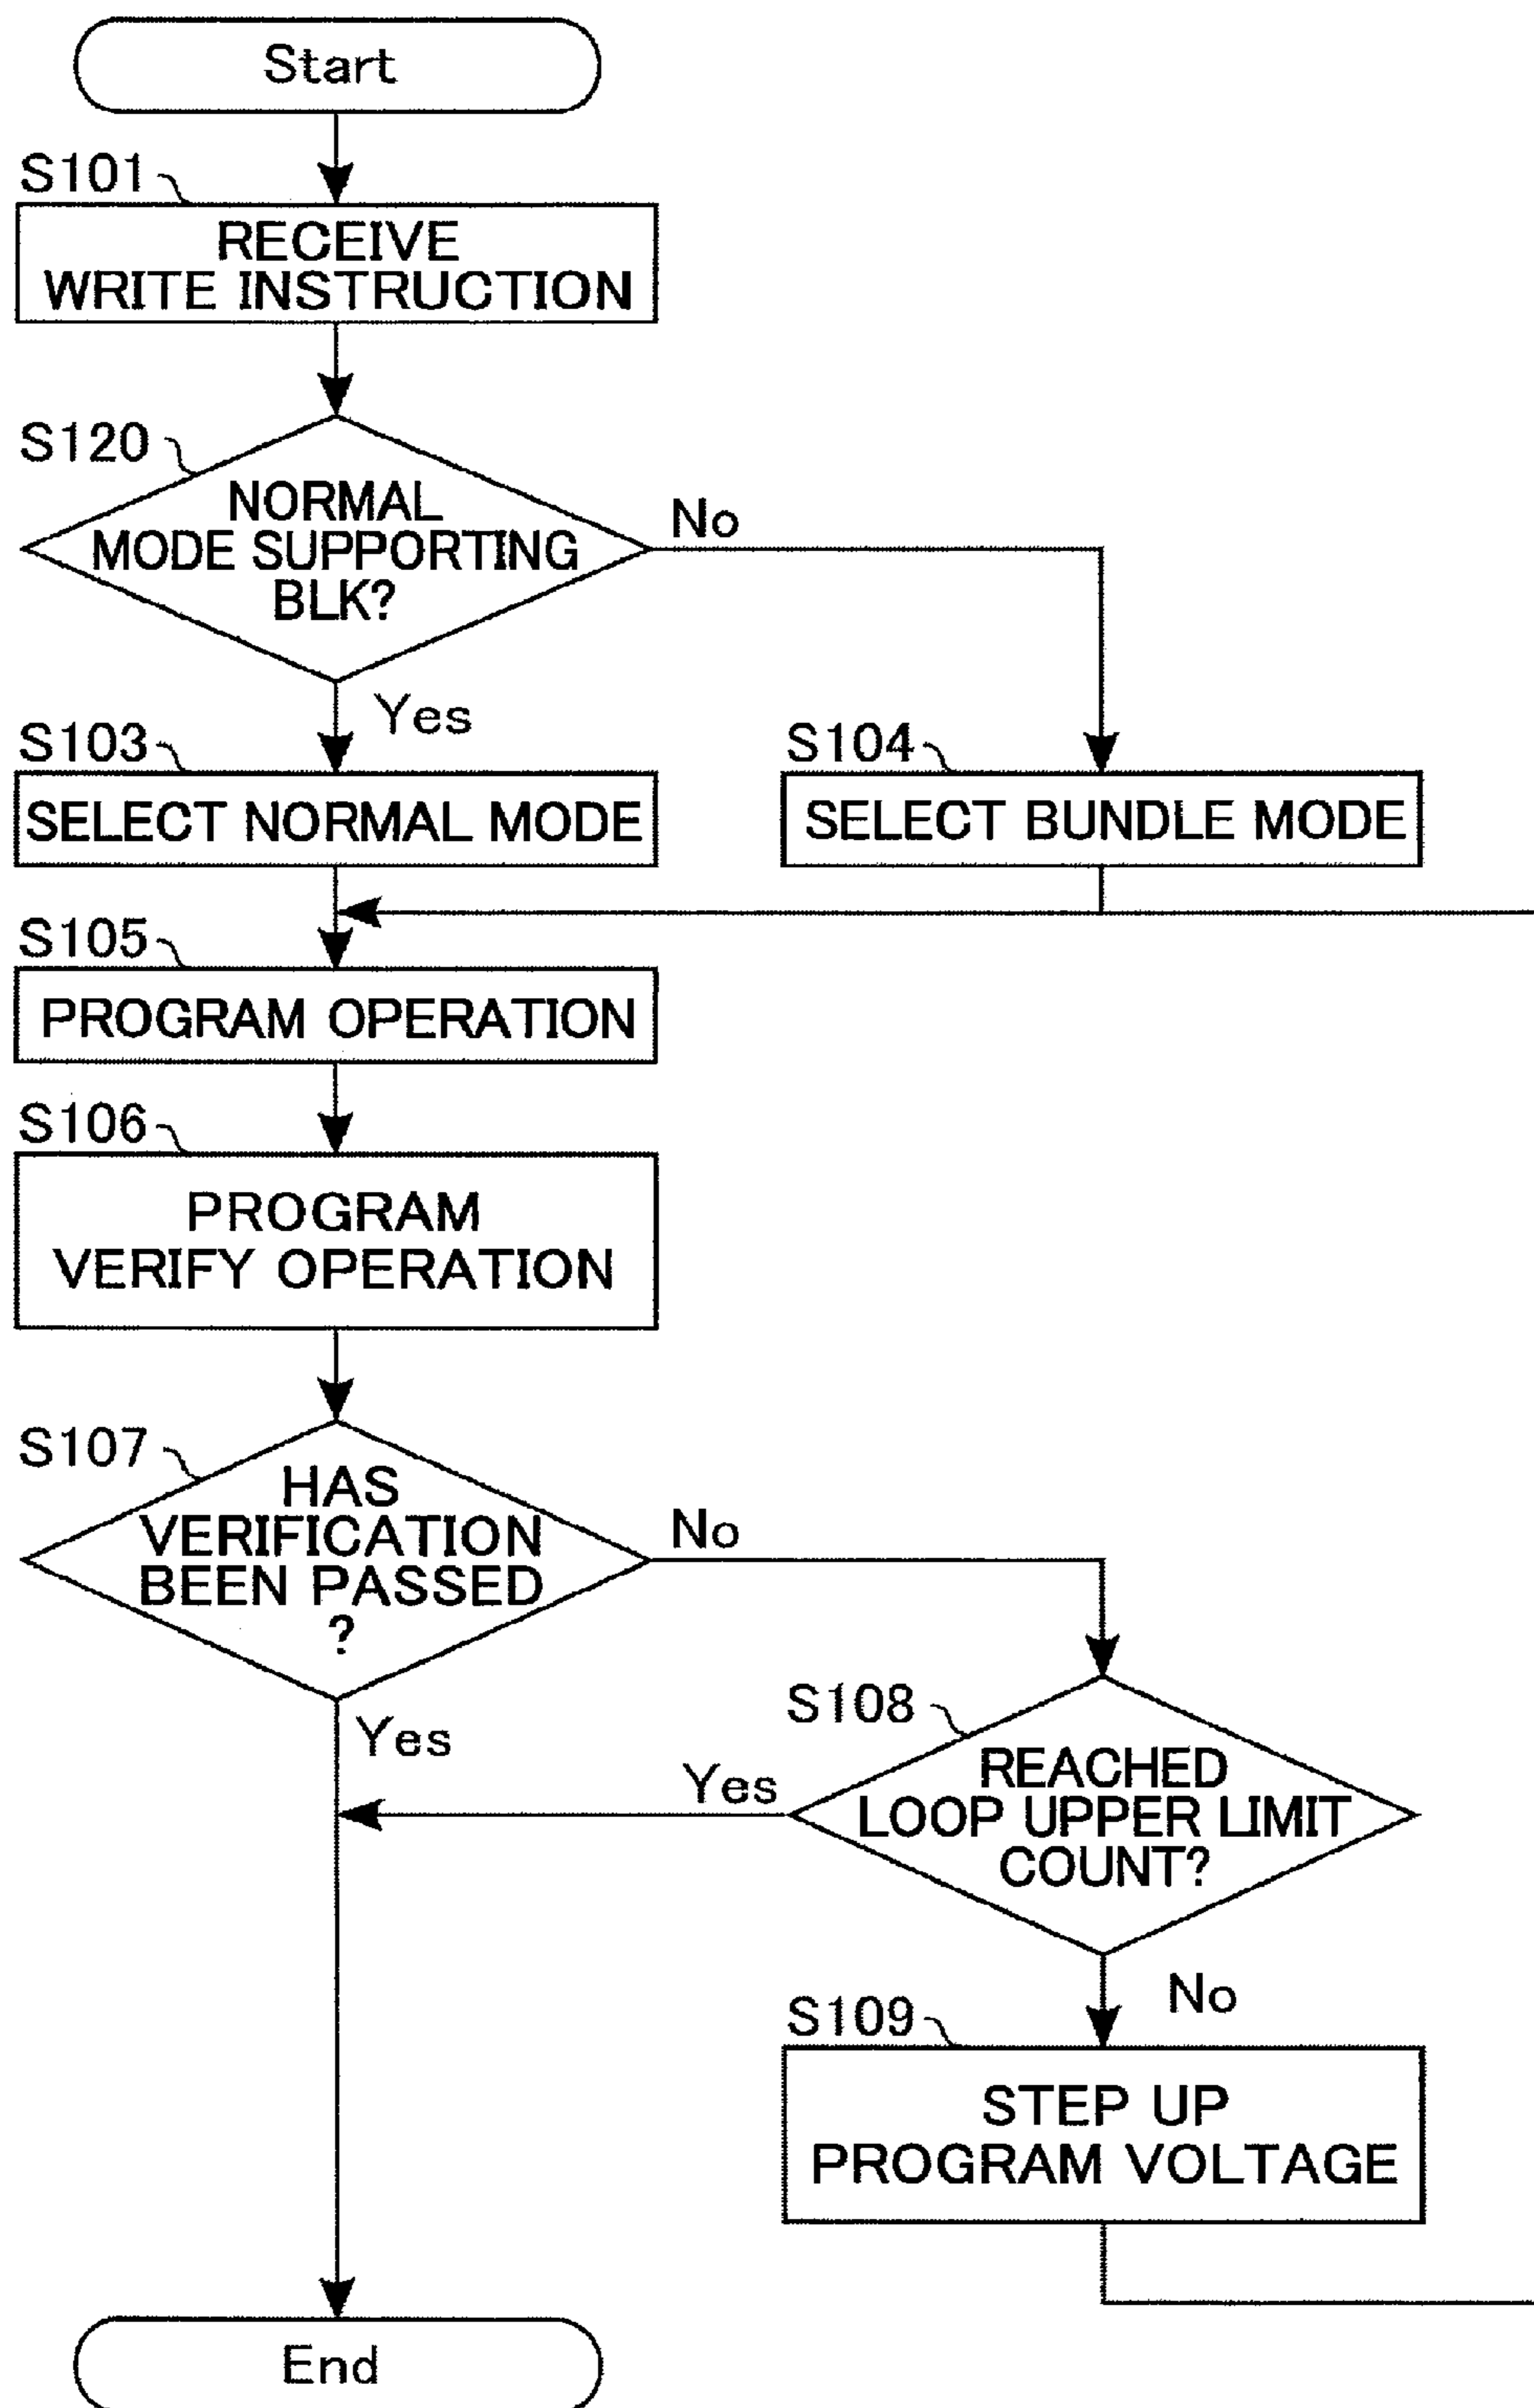 Start
S101
RECEIVE
WRITE INSTRUCTION
S120
NORMAL
MODE SUPPORTING
BLK?
No
Yes
S103
SELECT NORMAL MODE
S104
SELECT BUNDLE MODE
S105
PROGRAM OPERATION
S106
PROGRAM
VERIFY OPERATION
S107
HAS
VERIFICATION
BEEN PASSED
?
No
Yes
S108
REACHED
LOOP UPPER LIMIT
COUNT?
Yes
No
S109
STEP UP
PROGRAM VOLTAGE
End